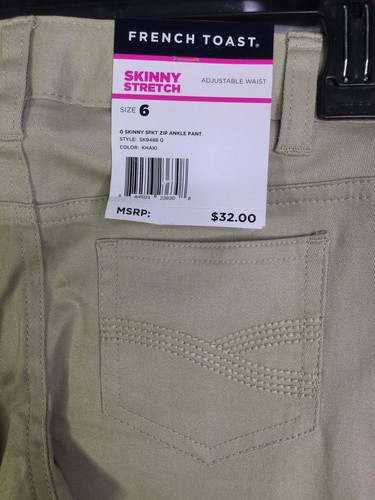 FRENCH TOAST.
SKINNY
STRETCH
ADJUSTABLE WAIST
SIZE 6
G SKINNY 5PKT ZIP ANKLE PANT
STYLE: SK9488 G
COLOR: KHAKI
MSRP: $32.00